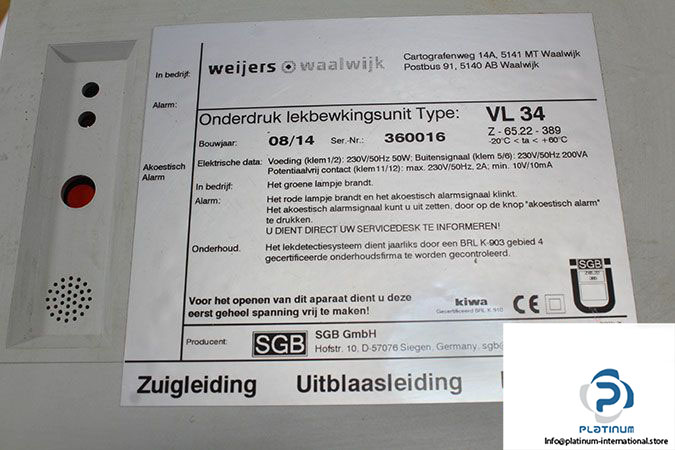 weijers waalwijk
Cartografenweg 14A, 5141 MT Waalwijk
Postbus 91, 5140 AB Waalwijk
In bedrijf:
Alarm:
Akoestisch
Alarm
Onderdruk lekbewkingsunit Type: VL 34
Z - 65.22 - 389
Bouwjaar: 08/14 Ser.-Nr.: 360016
-20°C < ta < +60°C
Elektrische data: Voeding (klem1/2): 230V/50Hz 50W: Buitensignaal (klem 5/6): 230V/50Hz 200VA
Potentiaalvrij contact (klem11/12): max. 230V/50Hz, 2A; min. 10V/10mA
In bedrijf: Het groene lampje brandt.
Alarm: Het rode lampje brandt en het akoestisch alarmsignaal klinkt.
Het akoestisch alarmsignaal kunt u uit zetten, door op de knop "akoestisch alarm"
te drukken.
U DIENT DIRECT UW SERVICEDESK TE INFORMEREN!
Onderhoud. Het lekdetectiesysteem dient jaarliks door een BRL K-903 gebied 4
gecertificeerde onderhoudsfirma te worden gecontroleerd.
SGB
Voor het openen van dit aparaat dient u deze
eerst geheel spanning vrij te maken!
kiwa
Gecertificeerd BRL K 910
CE
Producent: SGB SGB GmbH
Hofstr. 10, D-57076 Siegen, Germany,
Zuigleiding Uitblaasleiding
PLATINUM
Info@platinum-international.store